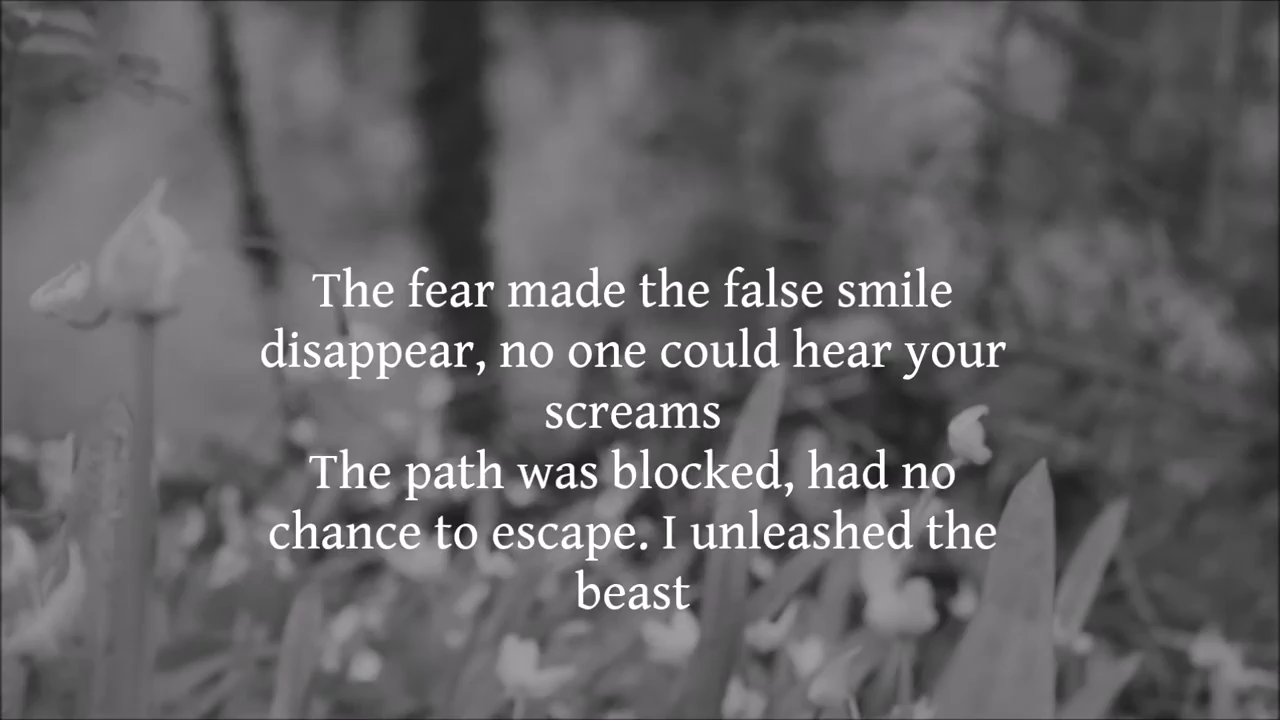 The fear made the false smile
disappear, no one could hear your
screams
The path was blocked, had no
chance to escape. I unleashed the
beast